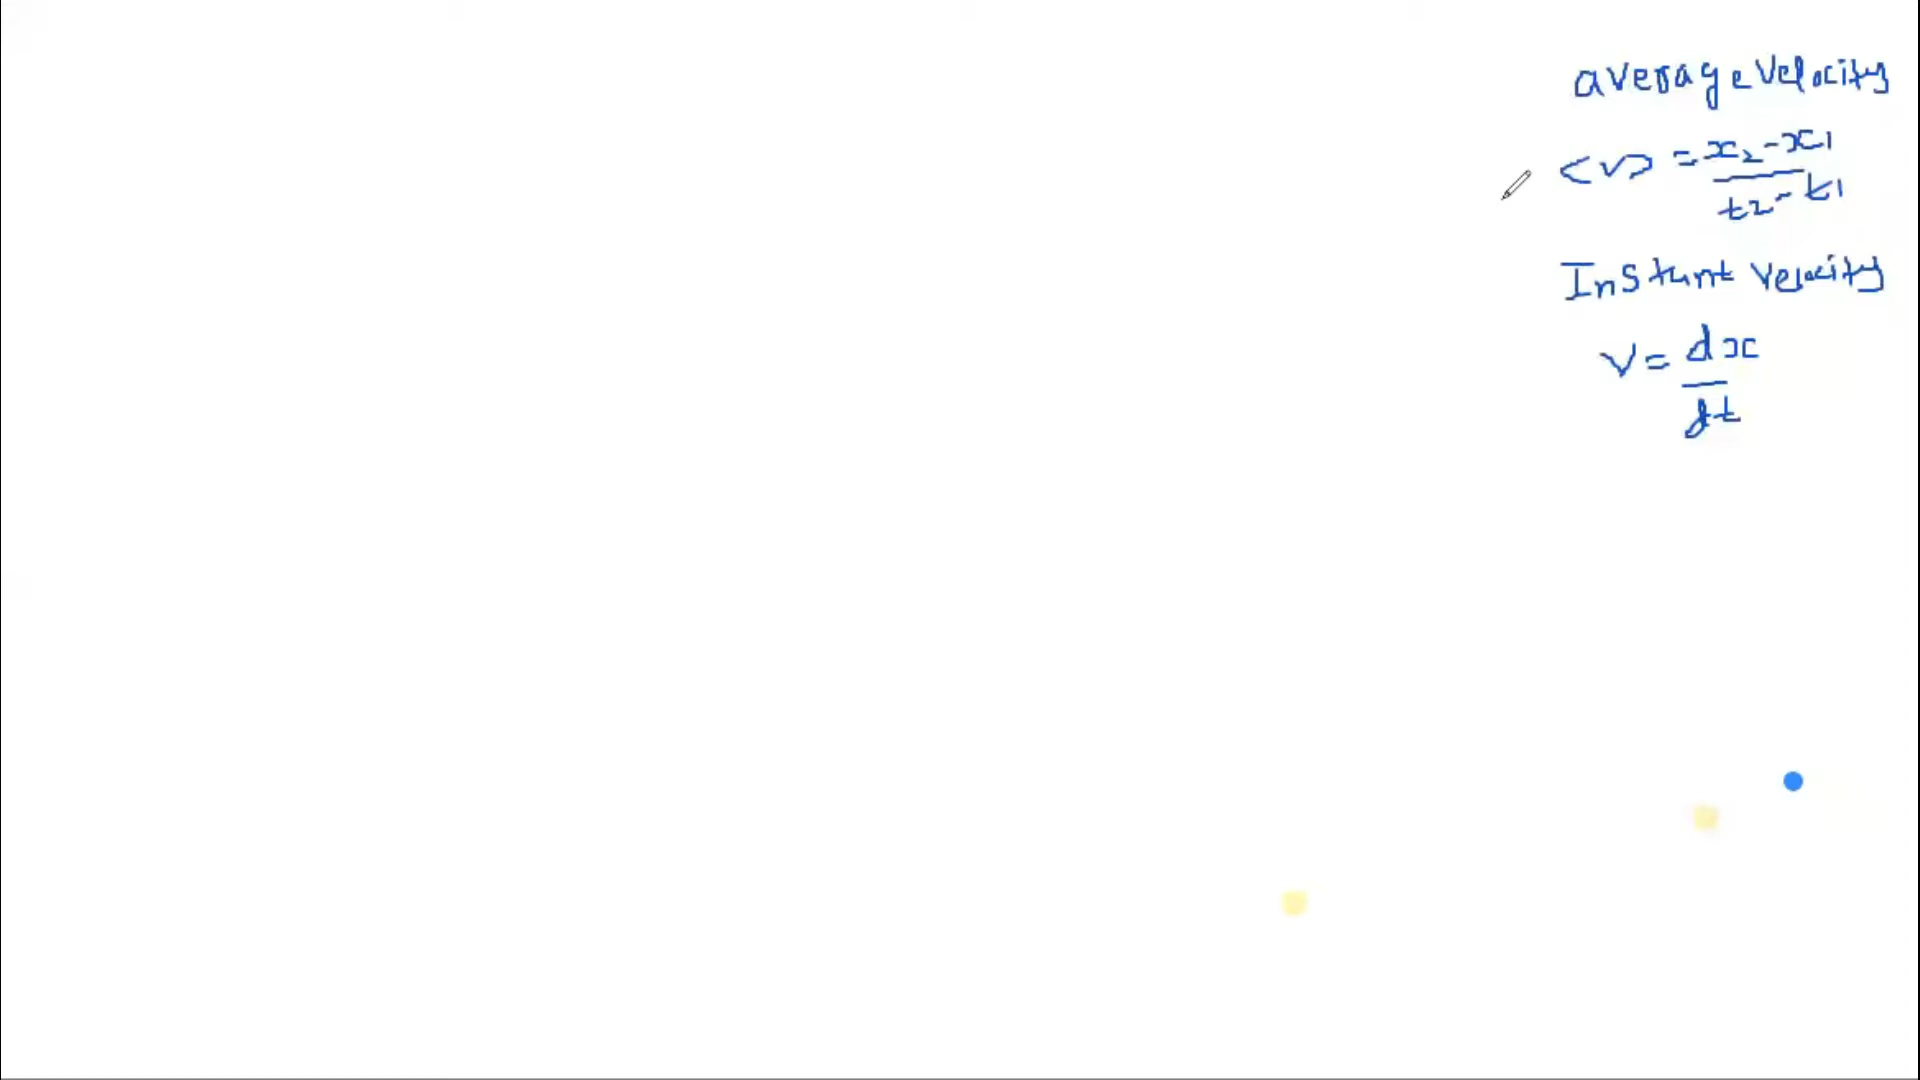 average velocity
<v> = x2-x1
t2-t1
Instant velocity
V = dx
dt